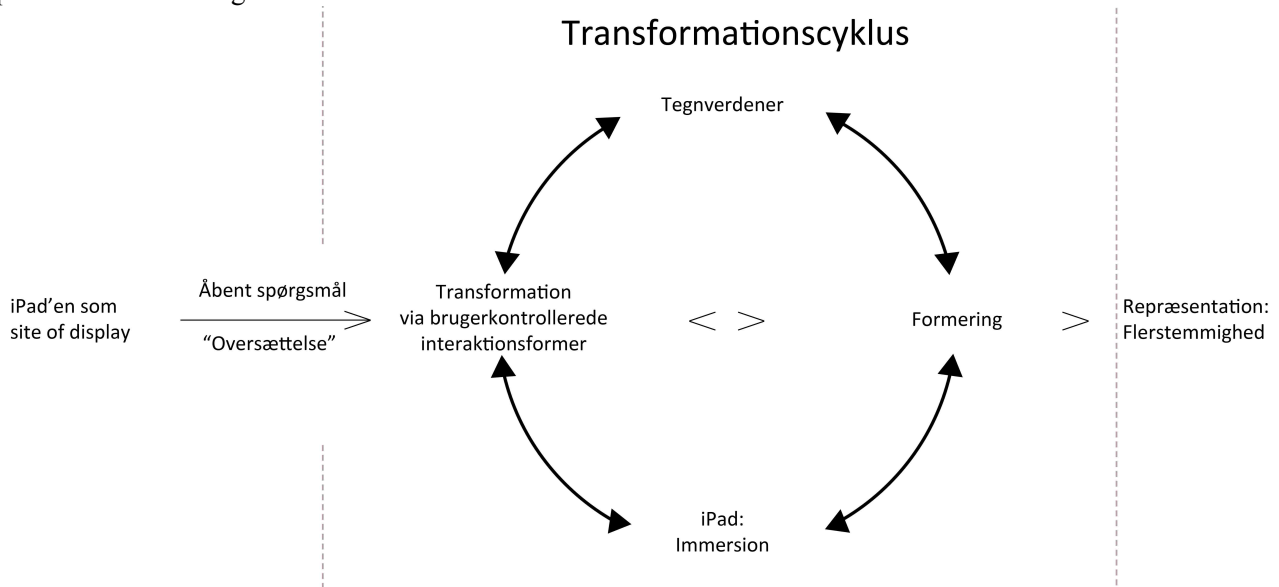 Transformationscyklus
Tegnverdener
iPad’en som
site of display
Åbent spørgsmål
“Oversættelse”
Transformation
via brugerkontrollerede
interaktionsformer
< >
Formering
>
Repræsentation:
Flerstemmighed
iPad:
Immersion